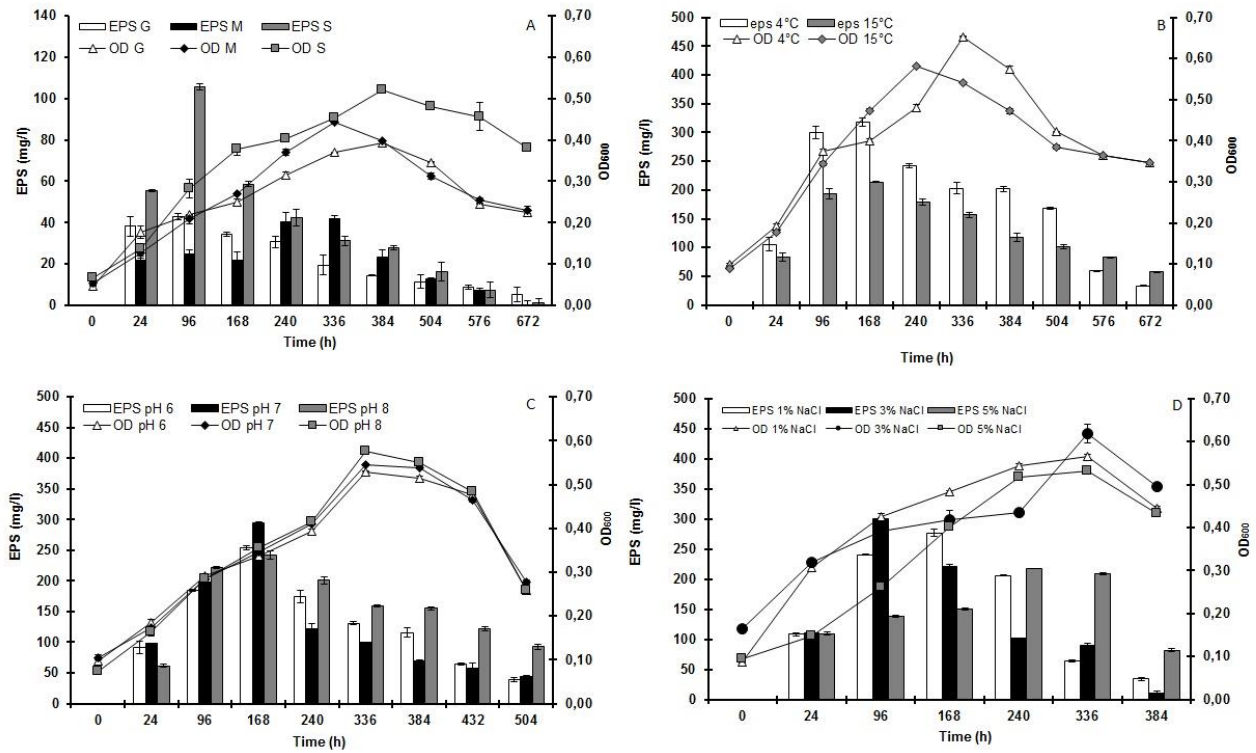 EPS G EPS M EPS S
OD G OD M OD S
A
EPS (mg/l)
140
120
100
80
60
40
20
0
0,70
0,60
0,50
0,40
0,30
0,20
0,10
0,00
OD600
0 24 96 168 240 336 384 504 576 672
Time (h)
eps 4°C eps 15°C
OD 4°C OD 15°C
B
EPS (mg/l)
500
450
400
350
300
250
200
150
100
50
0
0,70
0,60
0,50
0,40
0,30
0,20
0,10
0,00
OD600
0 24 96 168 240 336 384 504 576 672
Time (h)
EPS pH 6 EPS pH 7 EPS pH 8
OD pH 6 OD pH 7 OD pH 8
C
EPS (mg/l)
500
450
400
350
300
250
200
150
100
50
0
0,70
0,60
0,50
0,40
0,30
0,20
0,10
0,00
OD600
0 24 96 168 240 336 384 432 504
Time (h)
EPS 1% NaCl EPS 3% NaCl EPS 5% NaCl
OD 1% NaCl OD 3% NaCl OD 5% NaCl
D
EPS (mg/l)
500
450
400
350
300
250
200
150
100
50
0
0,70
0,60
0,50
0,40
0,30
0,20
0,10
0,00
OD600
0 24 96 168 240 336 384
Time (h)